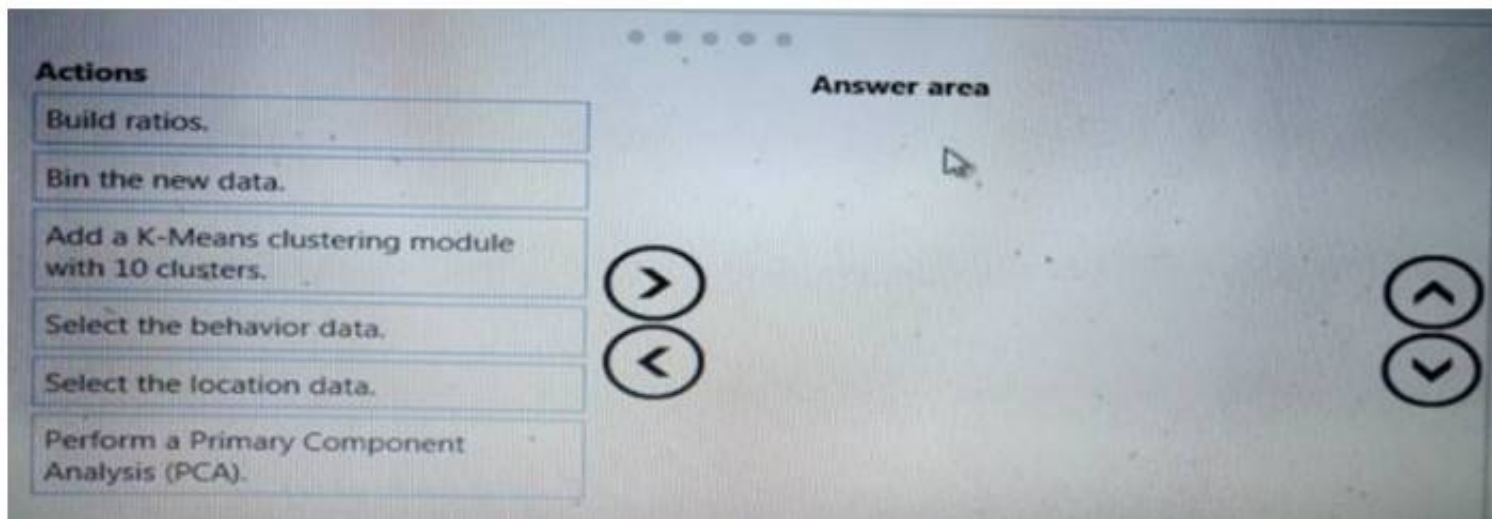 Actions
Answer area
Build ratios.
Bin the new data.
Add a K-Means clustering module
with 10 clusters.
Select the behavior data.
Select the location data.
Perform a Primary Component
Analysis (PCA).